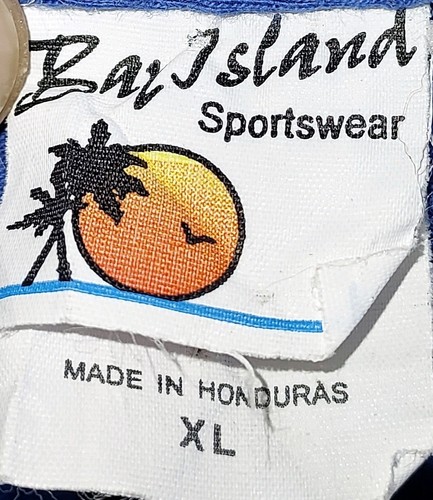 Bay Island
Sportswear
MADE IN HONDURAS
XL